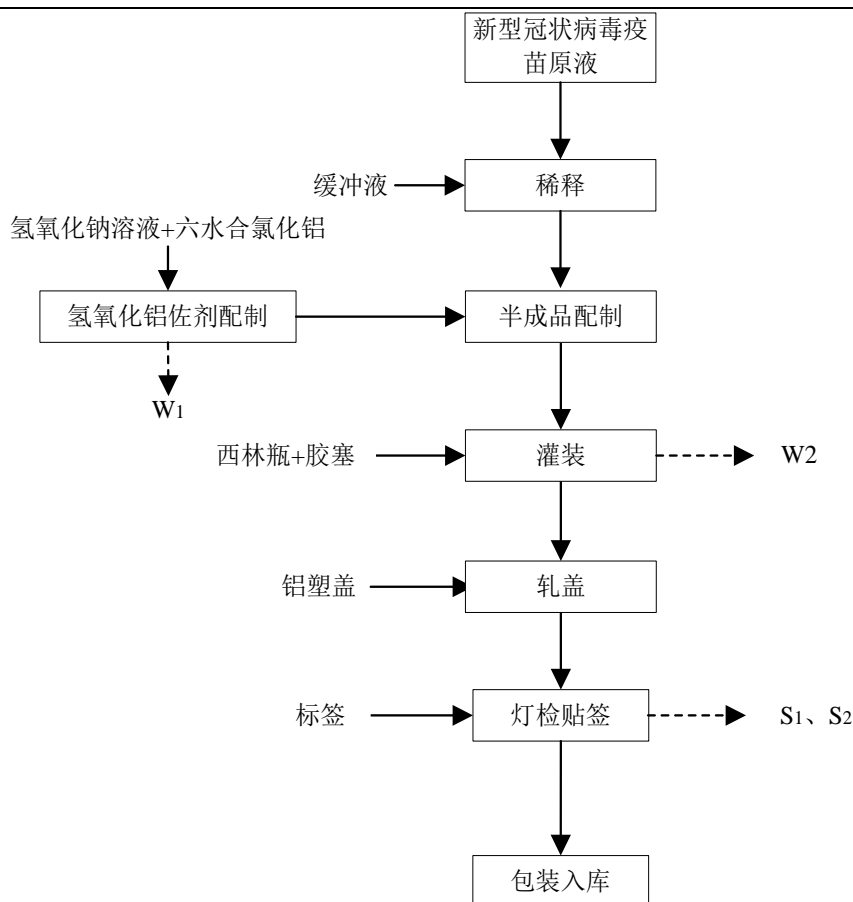 新型冠状病毒疫
苗原液
缓冲液
稀释
氢氧化钠溶液+六水合氯化铝
氢氧化铝佐剂配制
半成品配制
W1
西林瓶+胶塞
灌装
W2
铝塑盖
轧盖
标签
灯检贴签
S1、S2
包装入库